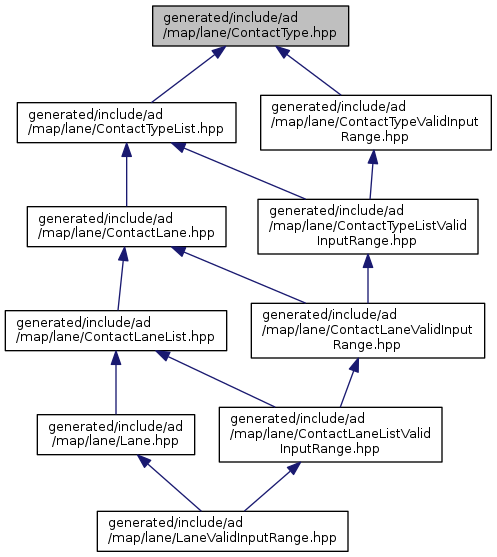 generated/include/ad
/map/lane/ContactType.hpp
generated/include/ad
/map/lane/ContactTypeList.hpp
generated/include/ad
/map/lane/ContactTypeValidInput
Range.hpp
generated/include/ad
/map/lane/ContactLane.hpp
generated/include/ad
/map/lane/ContactTypeListValid
InputRange.hpp
generated/include/ad
/map/lane/ContactLaneList.hpp
generated/include/ad
/map/lane/ContactLaneValidInput
Range.hpp
generated/include/ad
/map/lane/Lane.hpp
generated/include/ad
/map/lane/ContactLaneListValid
InputRange.hpp
generated/include/ad
/map/lane/LaneValidInputRange.hpp